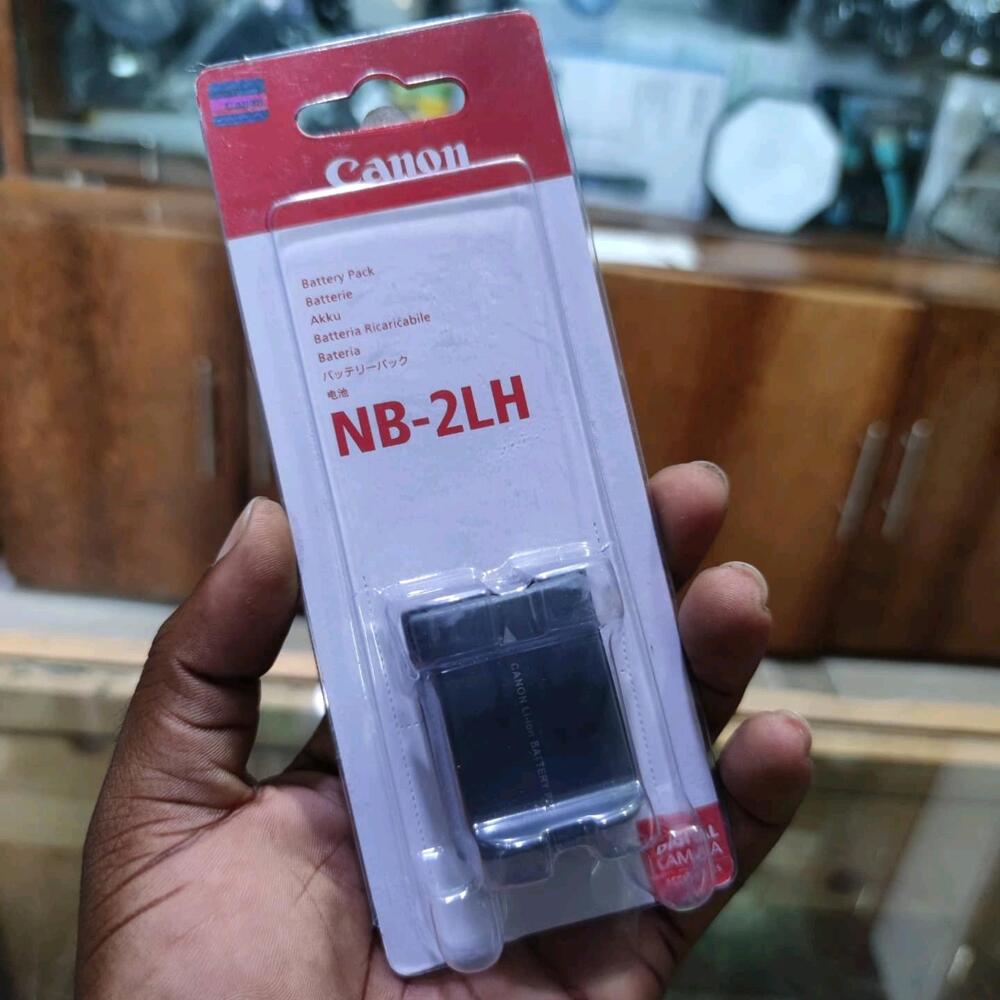 Canon
Canon
Battery Pack
Batterie
Akku
Batteria Ricaricabile
Bateria
バッテリーパック
电池
NB-2LH
CANON Li-ion BATTERY
DIGITAL
CAMERA